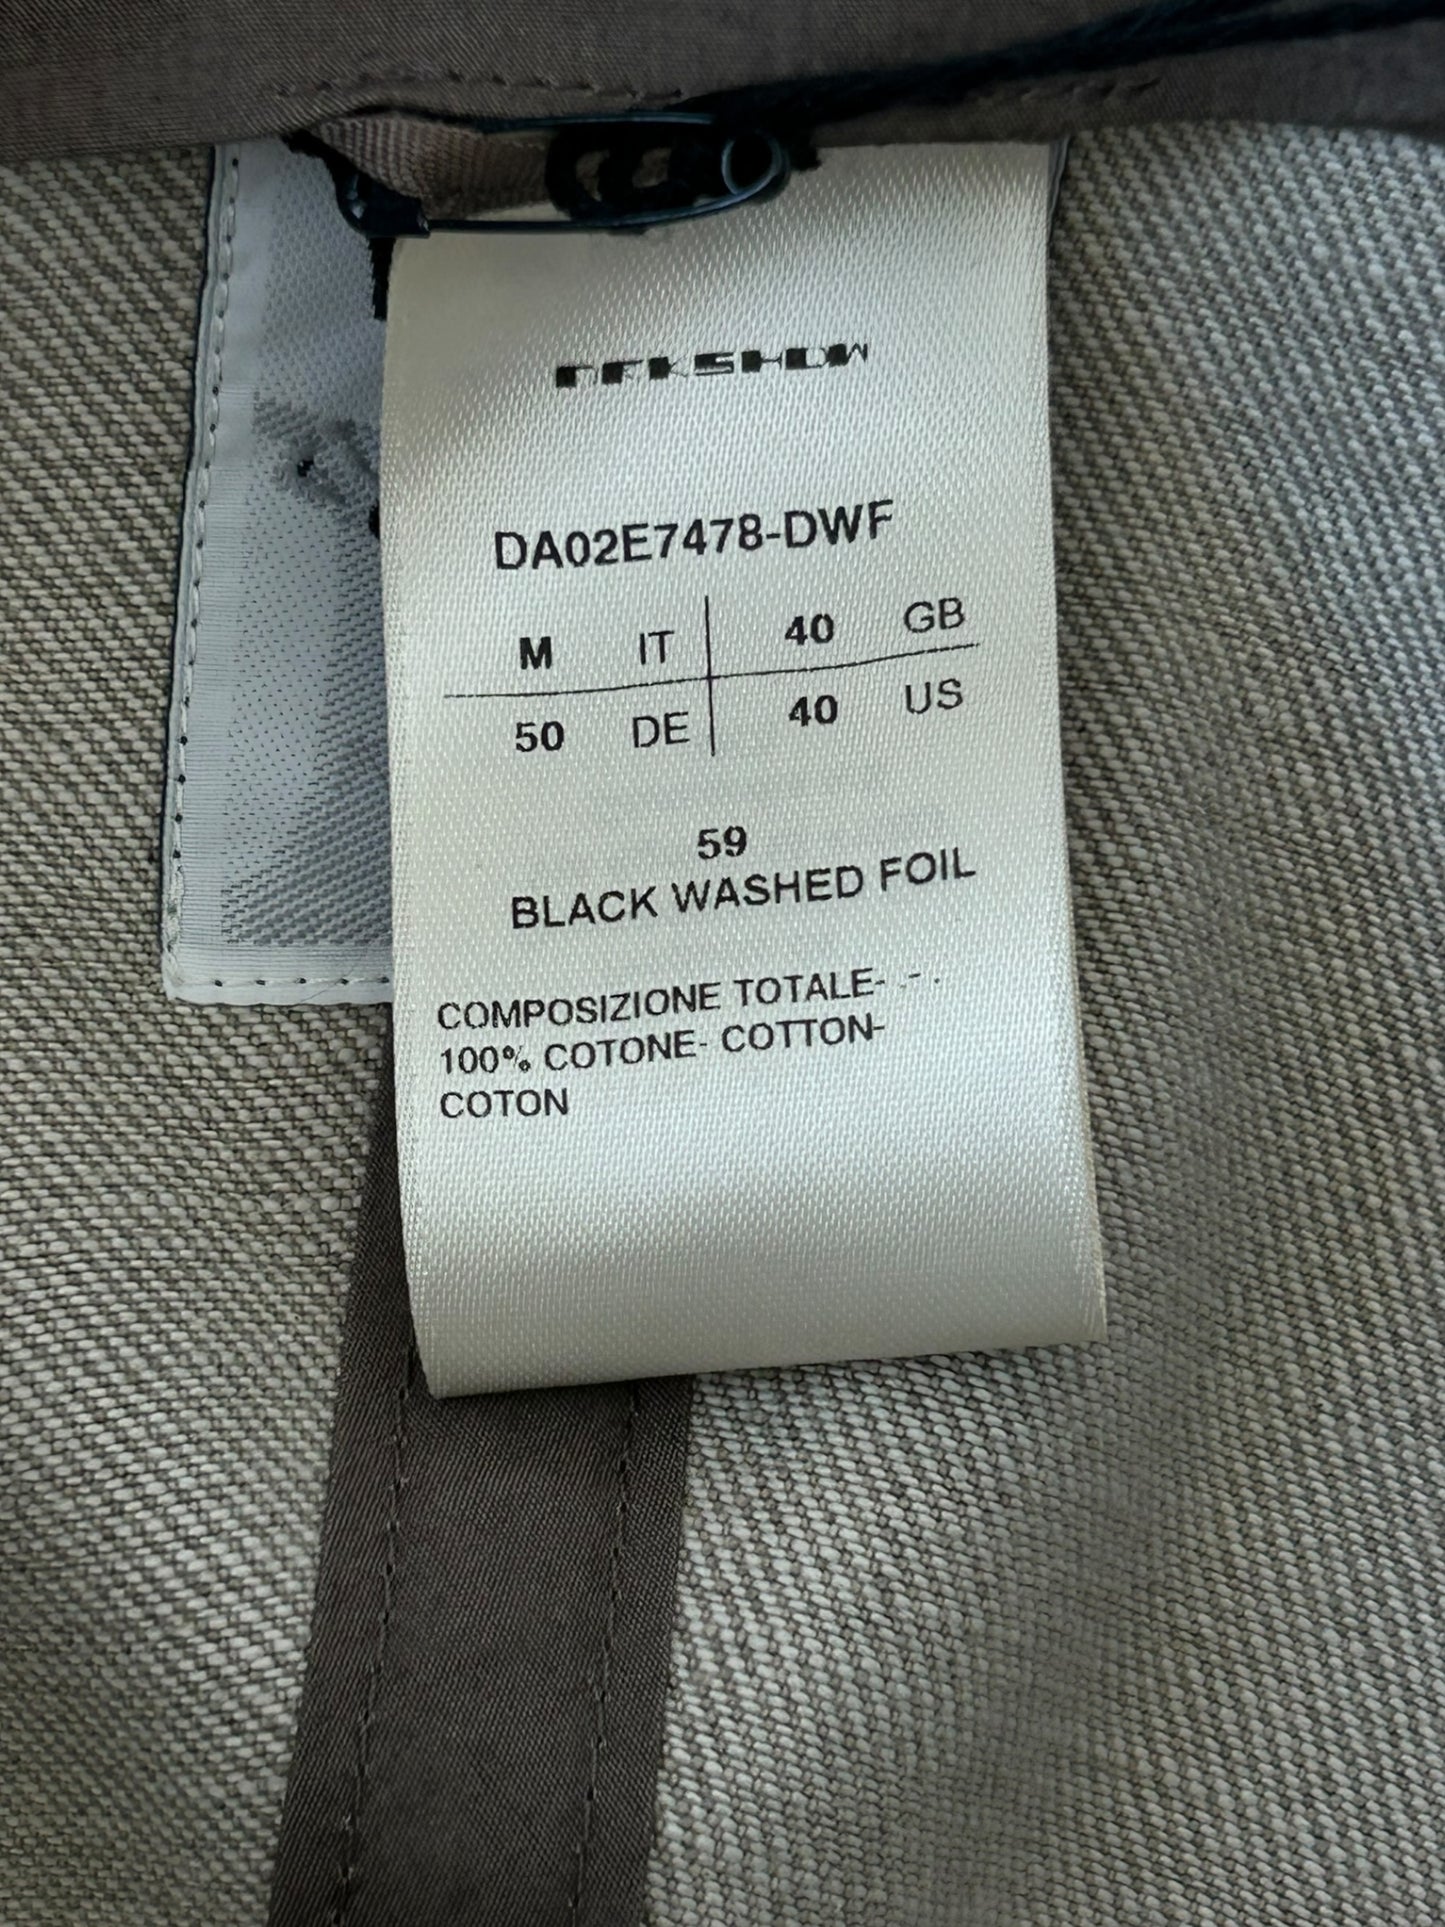 DRKSHDW
DA02E7478-DWF
M IT 40 GB
50 DE 40 US
59
BLACK WASHED FOIL
COMPOSIZIONE TOTALE- .- .
100% COTONE- COTTON-
COTON